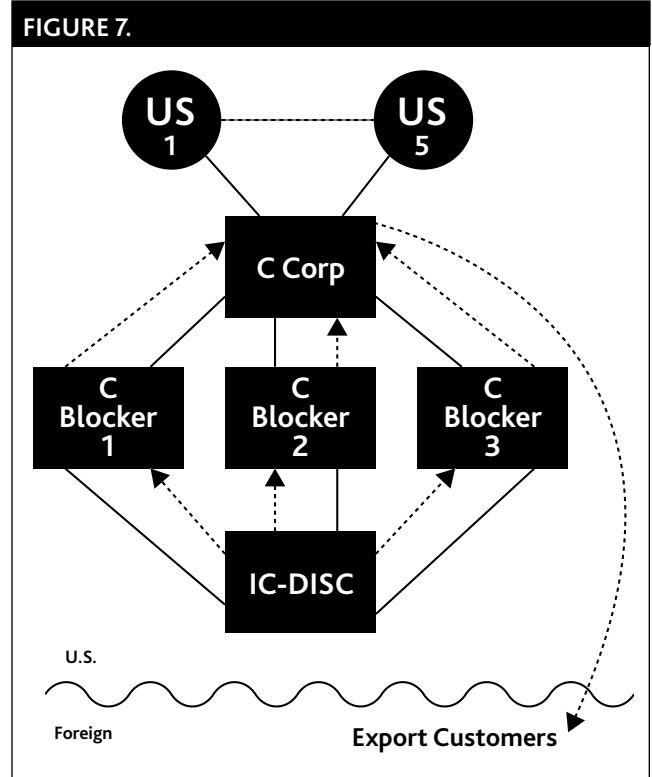 FIGURE 7.
US
1
US
5
C Corp
C
Blocker
1
C
Blocker
2
C
Blocker
3
IC-DISC
U.S.
Foreign
Export Customers